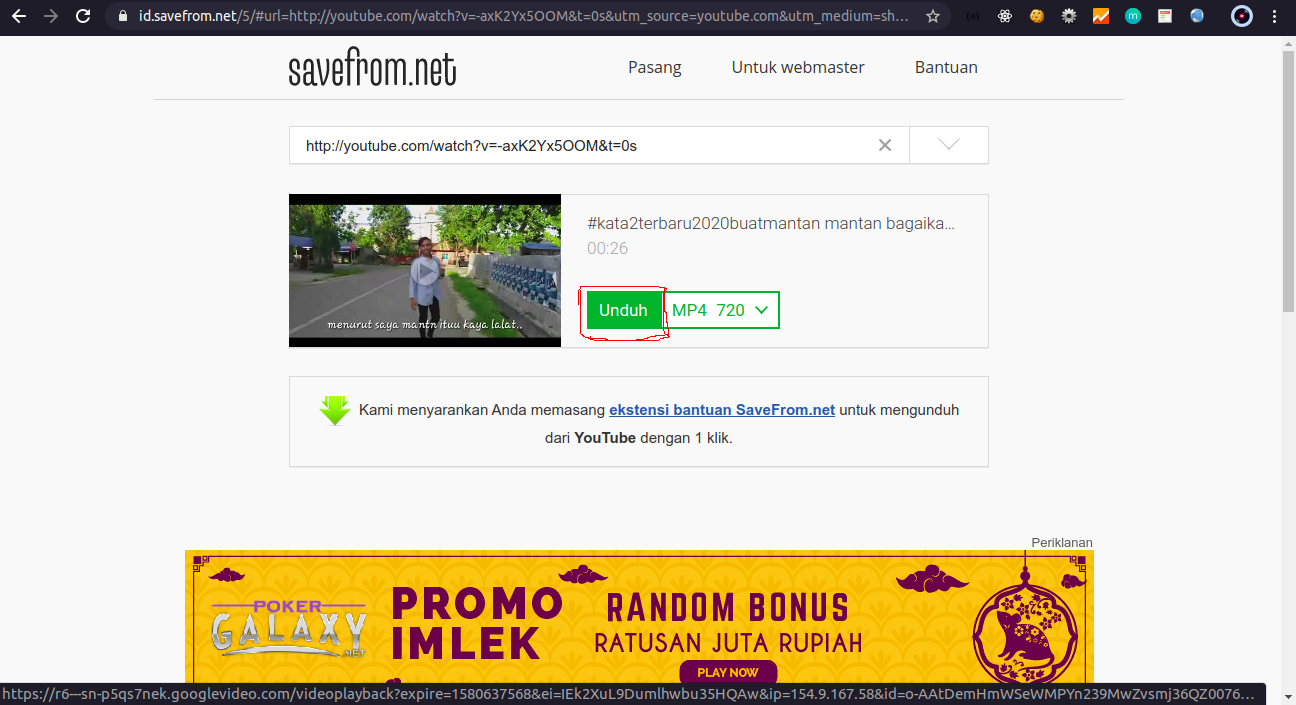 id.savefrom.net/5/#url=http://youtube.com/watch?v=-axK2Yx5OOM&t=0s&utm_source=youtube.com&utm_medium=sh...
savefrom.net
Pasang
Untuk webmaster
Bantuan
http://youtube.com/watch?v=-axK2Yx5OOM&t=0s
#kata2terbaru2020buatmantan mantan bagaika...
00:26
menurut saya mantn ituu kaya lalat..
Unduh
MP4 720
Kami menyarankan Anda memasang ekstensi bantuan SaveFrom.net untuk mengunduh
dari YouTube dengan 1 klik.
Periklanan
POKER
GALAXY
.NET
PROMO
IMLEK
RANDOM BONUS
RATUSAN JUTA RUPIAH
PLAY NOW
https://r6---sn-p5qs7nek.googlevideo.com/videoplayback?expire=1580637568&ei=IEk2XuL9Dumlhwbu35HQAw&ip=154.9.167.58&id=o-AAtDemHmWSeWMPYn239MwZvsmj36QZ0076...